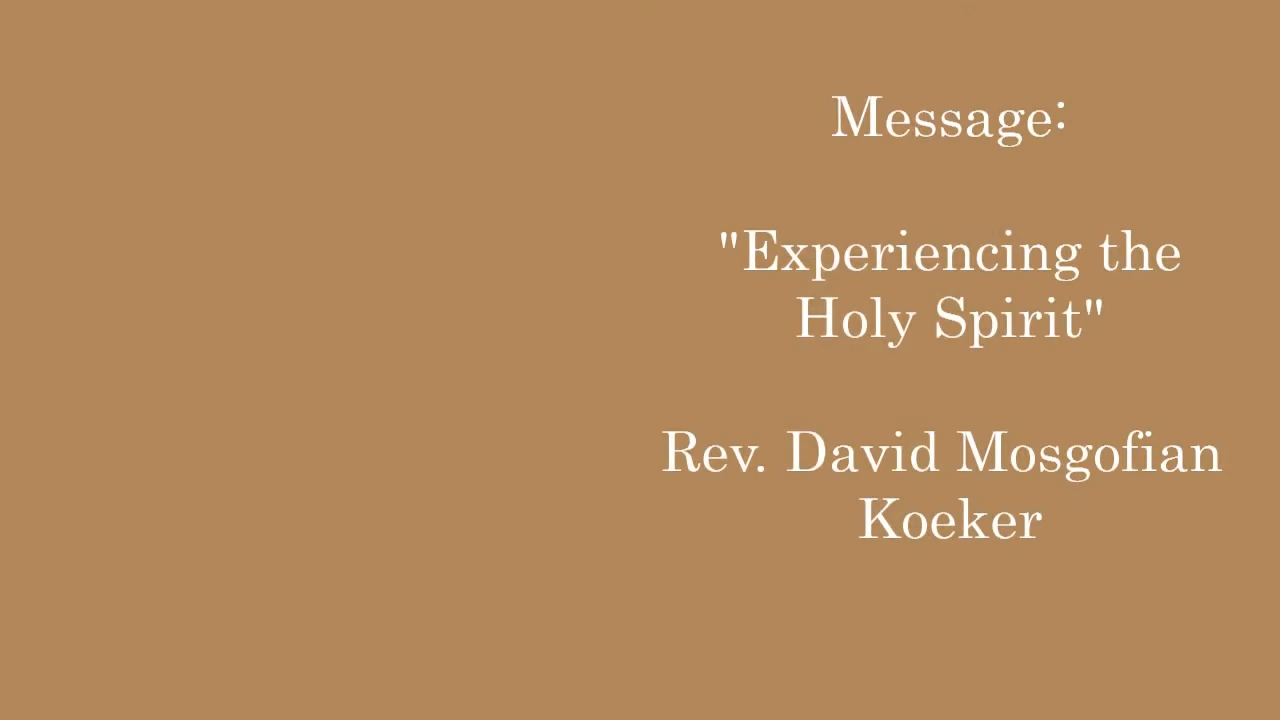 Message:
"Experiencing the
Holy Spirit"
Rev. David Mosgofian
Koeker